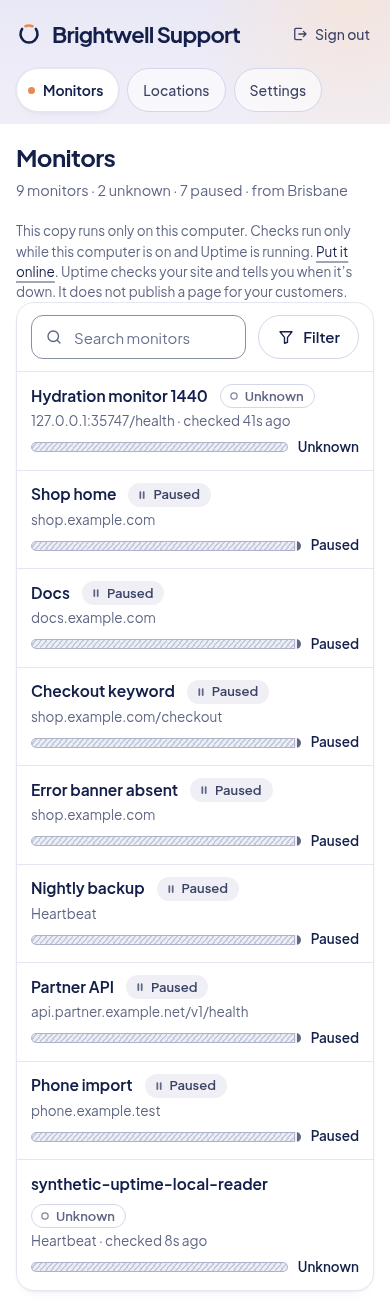 Brightwell Support
Sign out
Monitors
Locations
Settings
Monitors
9 monitors · 2 unknown · 7 paused · from Brisbane
This copy runs only on this computer. Checks run only
while this computer is on and Uptime is running. Put it
online. Uptime checks your site and tells you when it's
down. It does not publish a page for your customers.
Search monitors
Filter
Hydration monitor 1440
Unknown
127.0.0.1:35747/health · checked 41s ago
Unknown
Shop home
Paused
shop.example.com
Paused
Docs
Paused
docs.example.com
Paused
Checkout keyword
Paused
shop.example.com/checkout
Paused
Error banner absent
Paused
shop.example.com
Paused
Nightly backup
Paused
Heartbeat
Paused
Partner API
Paused
api.partner.example.net/v1/health
Paused
Phone import
Paused
phone.example.test
Paused
synthetic-uptime-local-reader
Unknown
Heartbeat · checked 8s ago
Unknown